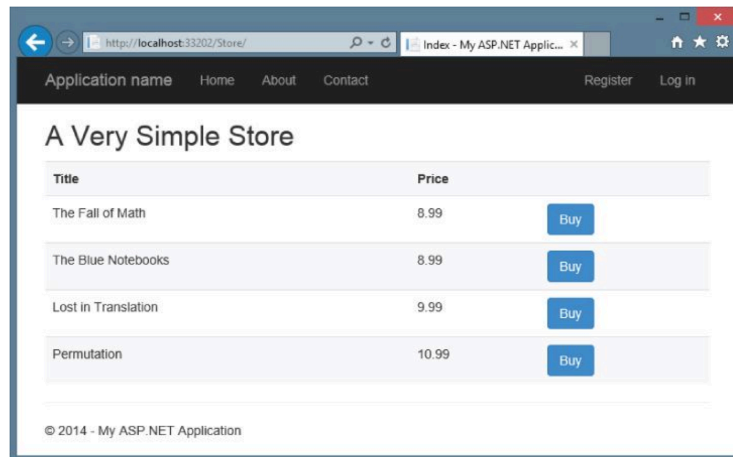 http://localhost:33202/Store/
Index - My ASP.NET Applic...
Application name Home About Contact Register Log in
A Very Simple Store
Title Price
The Fall of Math 8.99 Buy
The Blue Notebooks 8.99 Buy
Lost in Translation 9.99 Buy
Permutation 10.99 Buy
© 2014 - My ASP.NET Application